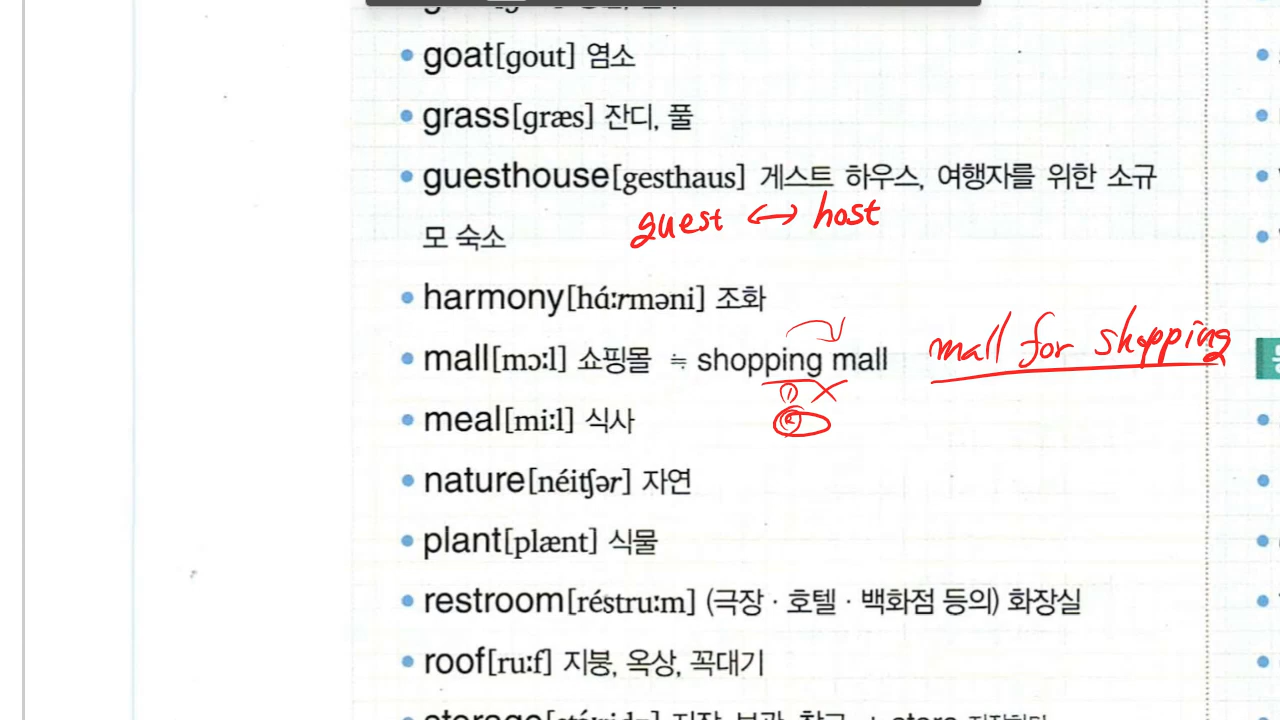 goat[gout] 염소
grass[græs] 잔디, 풀
guesthouse[gesthaus] 게스트 하우스, 여행자를 위한 소규
guest ↔ host
모 숙소
harmony[háːrməni] 조화
mall[mɔːl] 쇼핑몰 ≒ shopping mall
mall for shopping
① X
②
meal[miːl] 식사
nature[néitʃər] 자연
plant[plænt] 식물
restroom[réstruːm] (극장 · 호텔 · 백화점 등의) 화장실
roof[ruːf] 지붕, 옥상, 꼭대기